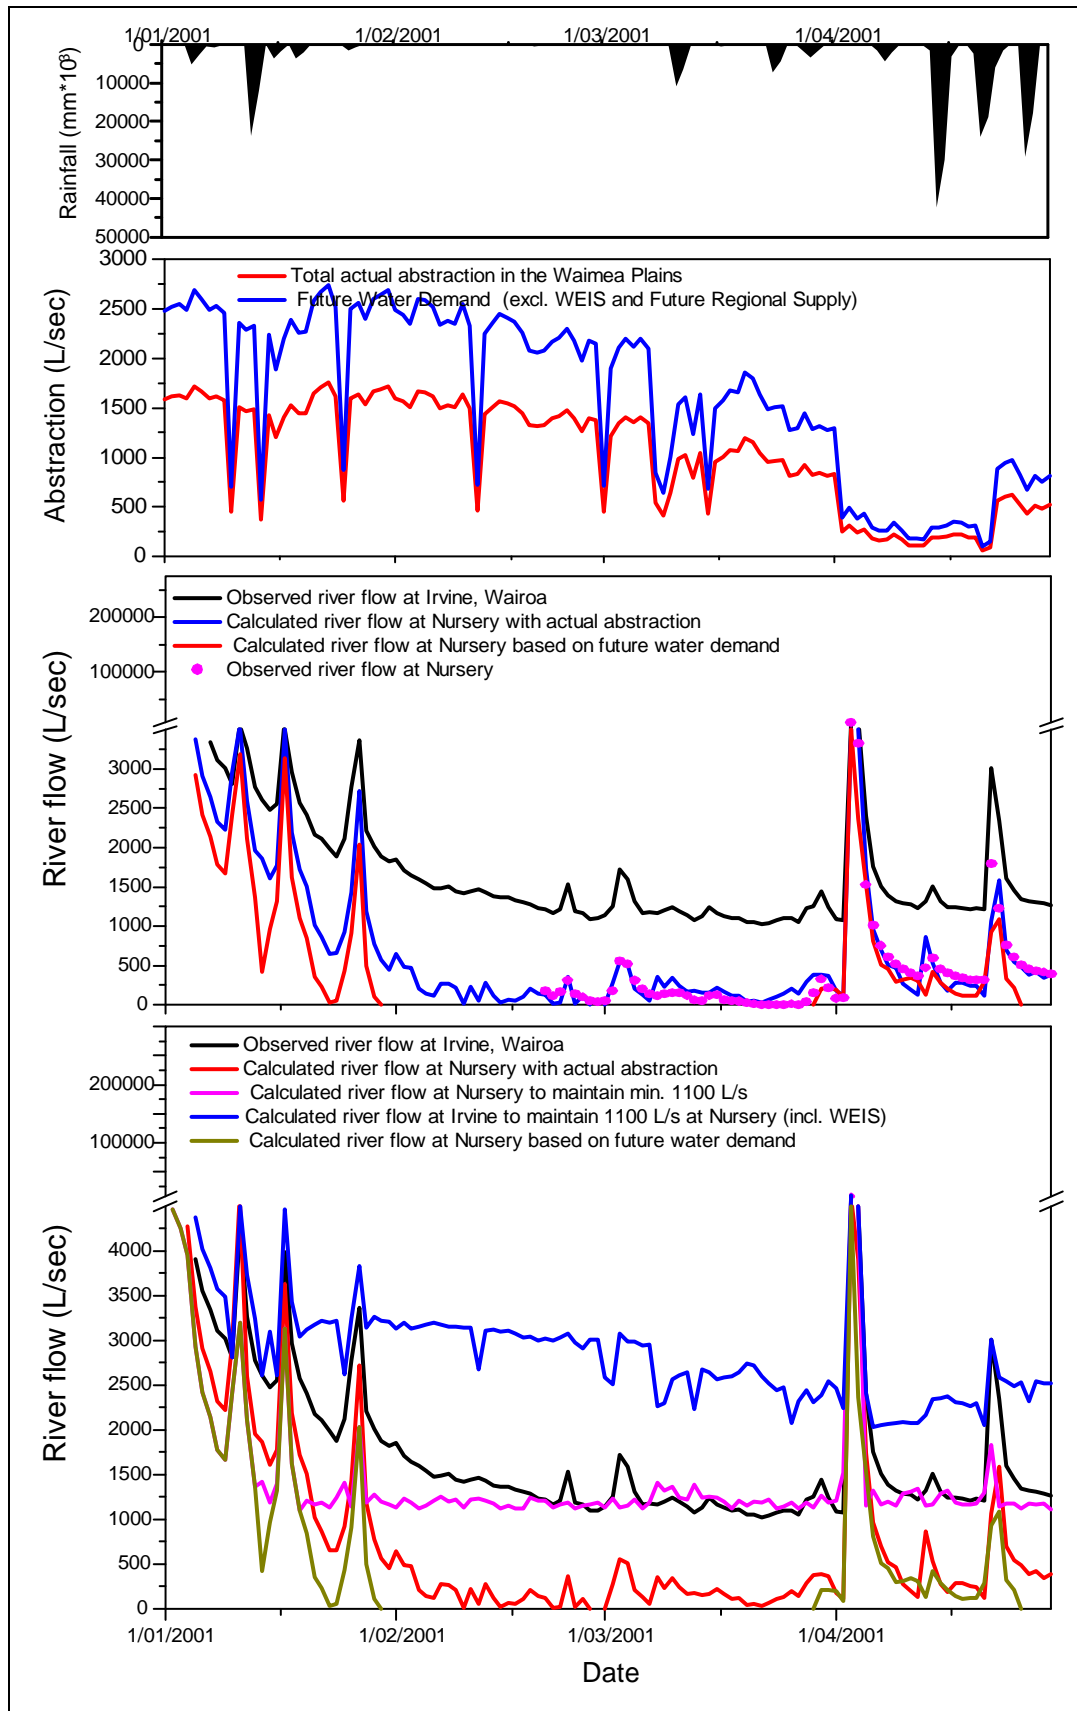 1/01/2001 1/02/2001 1/03/2001 1/04/2001
0
10000
20000
30000
40000
50000
Rainfall (mm*10³)
3000
2500
2000
1500
1000
500
0
Abstraction (L/sec)
Total actual abstraction in the Waimea Plains
Future Water Demand (excl. WEIS and Future Regional Supply)
200000
100000
3000
2500
2000
1500
1000
500
0
River flow (L/sec)
Observed river flow at Irvine, Wairoa
Calculated river flow at Nursery with actual abstraction
Calculated river flow at Nursery based on future water demand
Observed river flow at Nursery
200000
100000
4000
3500
3000
2500
2000
1500
1000
500
0
River flow (L/sec)
Observed river flow at Irvine, Wairoa
Calculated river flow at Nursery with actual abstraction
Calculated river flow at Nursery to maintain min. 1100 L/s
Calculated river flow at Irvine to maintain 1100 L/s at Nursery (incl. WEIS)
Calculated river flow at Nursery based on future water demand
1/01/2001 1/02/2001 1/03/2001 1/04/2001
Date